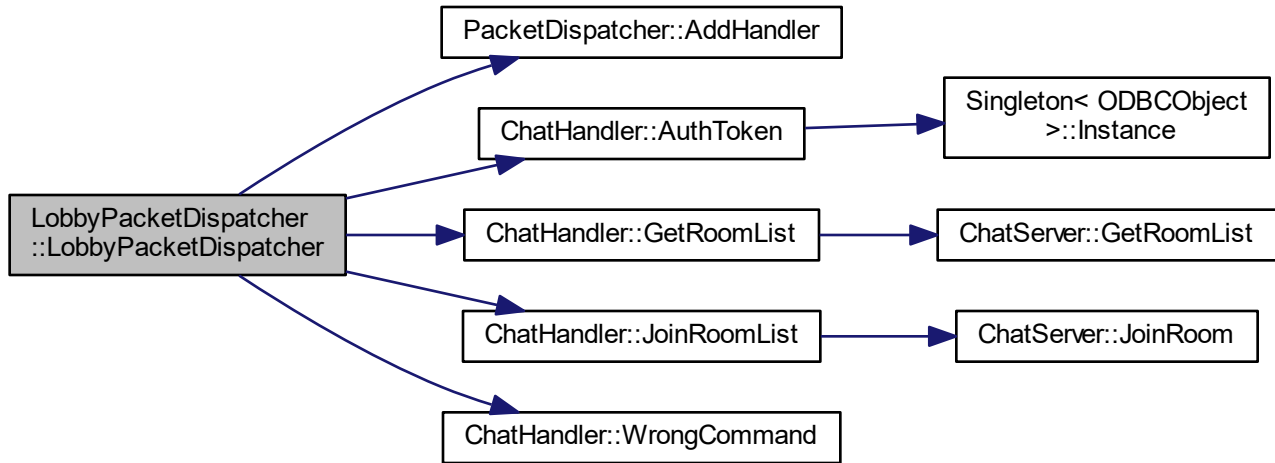 PacketDispatcher::AddHandler
ChatHandler::AuthToken
Singleton< ODBCObject
>::Instance
LobbyPacketDispatcher
::LobbyPacketDispatcher
ChatHandler::GetRoomList
ChatServer::GetRoomList
ChatHandler::JoinRoomList
ChatServer::JoinRoom
ChatHandler::WrongCommand